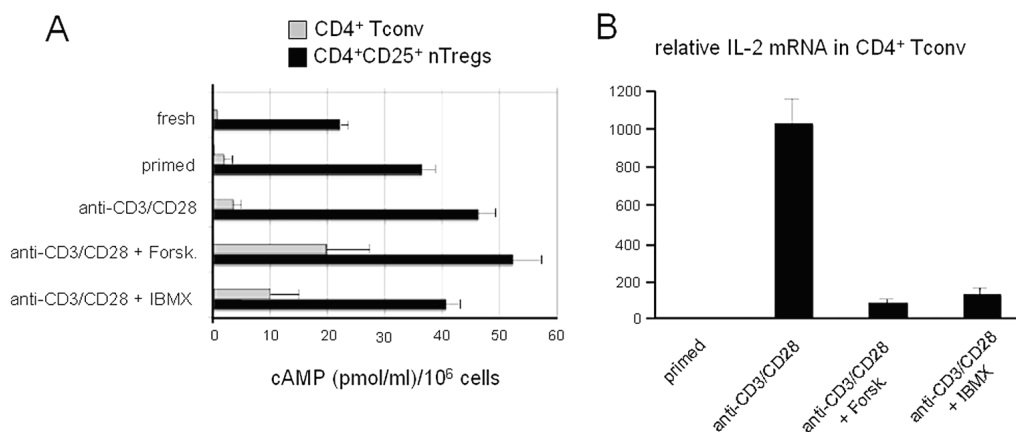 A
CD4⁺ Tconv
CD4⁺CD25⁺ nTregs
fresh
primed
anti-CD3/CD28
anti-CD3/CD28 + Forsk.
anti-CD3/CD28 + IBMX
0 10 20 30 40 50 60
cAMP (pmol/ml)/10⁶ cells
B
relative IL-2 mRNA in CD4⁺ Tconv
1200
1000
800
600
400
200
0
primed
anti-CD3/CD28
anti-CD3/CD28
+ Forsk.
anti-CD3/CD28
+ IBMX